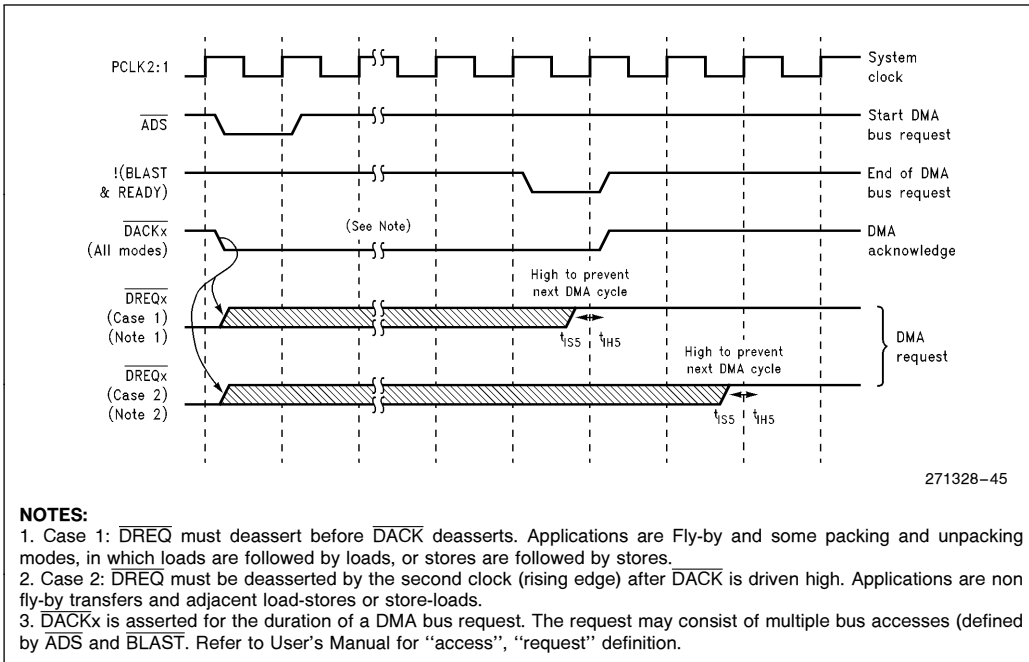 PCLK2:1
System
clock
ADS
Start DMA
bus request
!(BLAST
& READY)
End of DMA
bus request
DACKx
(All modes)
(See Note)
DMA
acknowledge
High to prevent
next DMA cycle
DREQx
(Case 1)
(Note 1)
tIS5 tIH5
High to prevent
next DMA cycle
DMA
request
DREQx
(Case 2)
(Note 2)
tIS5 tIH5
271328–45
NOTES:
1. Case 1: DREQ must deassert before DACK deasserts. Applications are Fly-by and some packing and unpacking
modes, in which loads are followed by loads, or stores are followed by stores.
2. Case 2: DREQ must be deasserted by the second clock (rising edge) after DACK is driven high. Applications are non
fly-by transfers and adjacent load-stores or store-loads.
3. DACKx is asserted for the duration of a DMA bus request. The request may consist of multiple bus accesses (defined
by ADS and BLAST. Refer to User's Manual for ''access'', ''request'' definition.